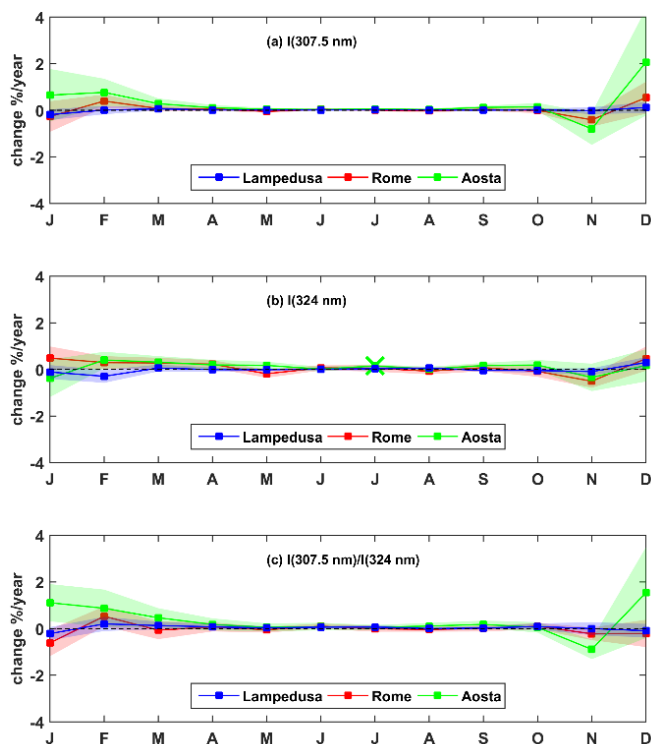 4
(a) I(307.5 nm)
2
0
-2
-4
change %/year
Lampedusa Rome Aosta
J F M A M J J A S O N D
4
(b) I(324 nm)
2
0
-2
-4
change %/year
Lampedusa Rome Aosta
J F M A M J J A S O N D
4
(c) I(307.5 nm)/I(324 nm)
2
0
-2
-4
change %/year
Lampedusa Rome Aosta
J F M A M J J A S O N D